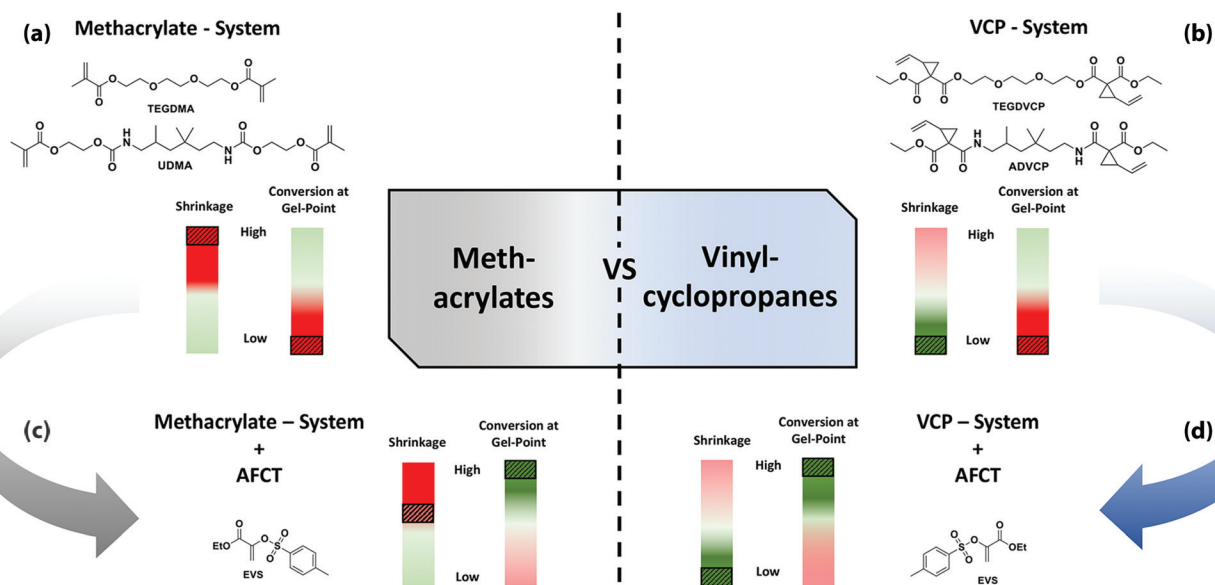 (a)
Methacrylate - System
O
O
O
O
O
O
TEGDMA
O
O
O
O
H
N
N
H
O
O
O
O
UDMA
Shrinkage
Conversion at
Gel-Point
High
Low
Meth-
acrylates
VS
Vinyl-
cyclopropanes
(b)
VCP - System
O
O
O
O
O
O
O
O
O
O
TEGDVCP
O
O
O
H
N
N
H
O
O
O
ADVCP
Shrinkage
Conversion at
Gel-Point
High
Low
(c)
Methacrylate – System
+
AFCT
EtO
O
O
S
O
O
EVS
Shrinkage
Conversion at
Gel-Point
High
Low
Shrinkage
Conversion at
Gel-Point
High
Low
VCP – System
+
AFCT
(d)
O
O
S
O
O
OEt
EVS